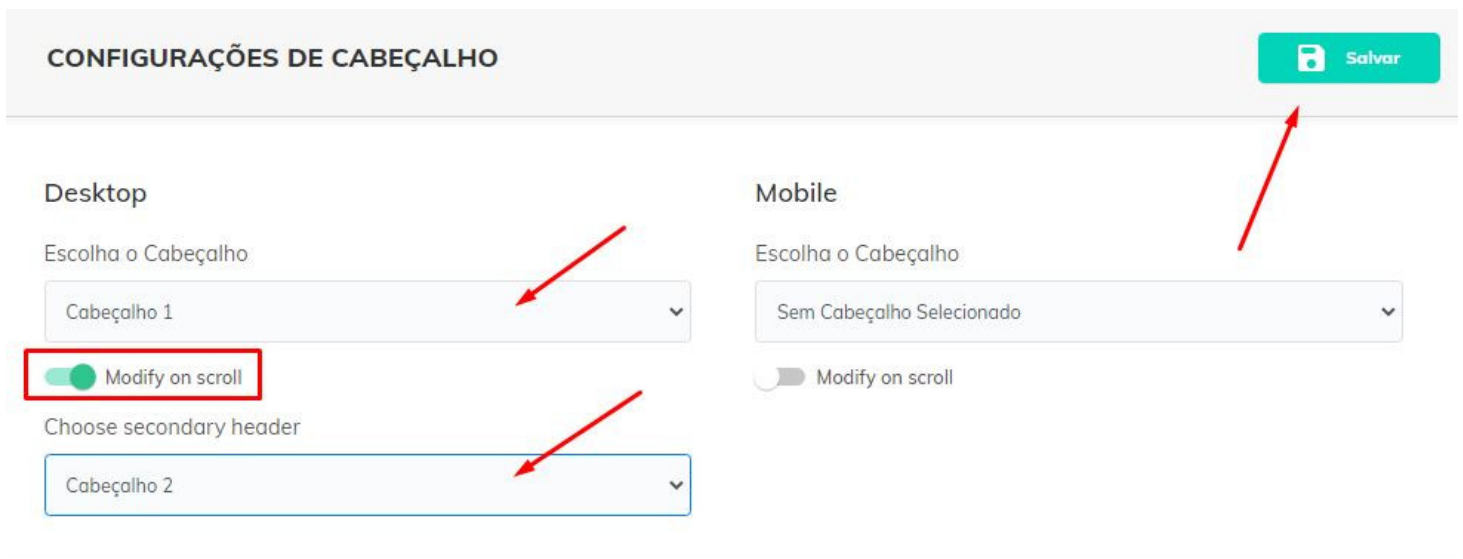 CONFIGURAÇÕES DE CABEÇALHO
Salvar
Desktop
Escolha o Cabeçalho
Cabeçalho 1
Modify on scroll
Choose secondary header
Cabeçalho 2
Mobile
Escolha o Cabeçalho
Sem Cabeçalho Selecionado
Modify on scroll